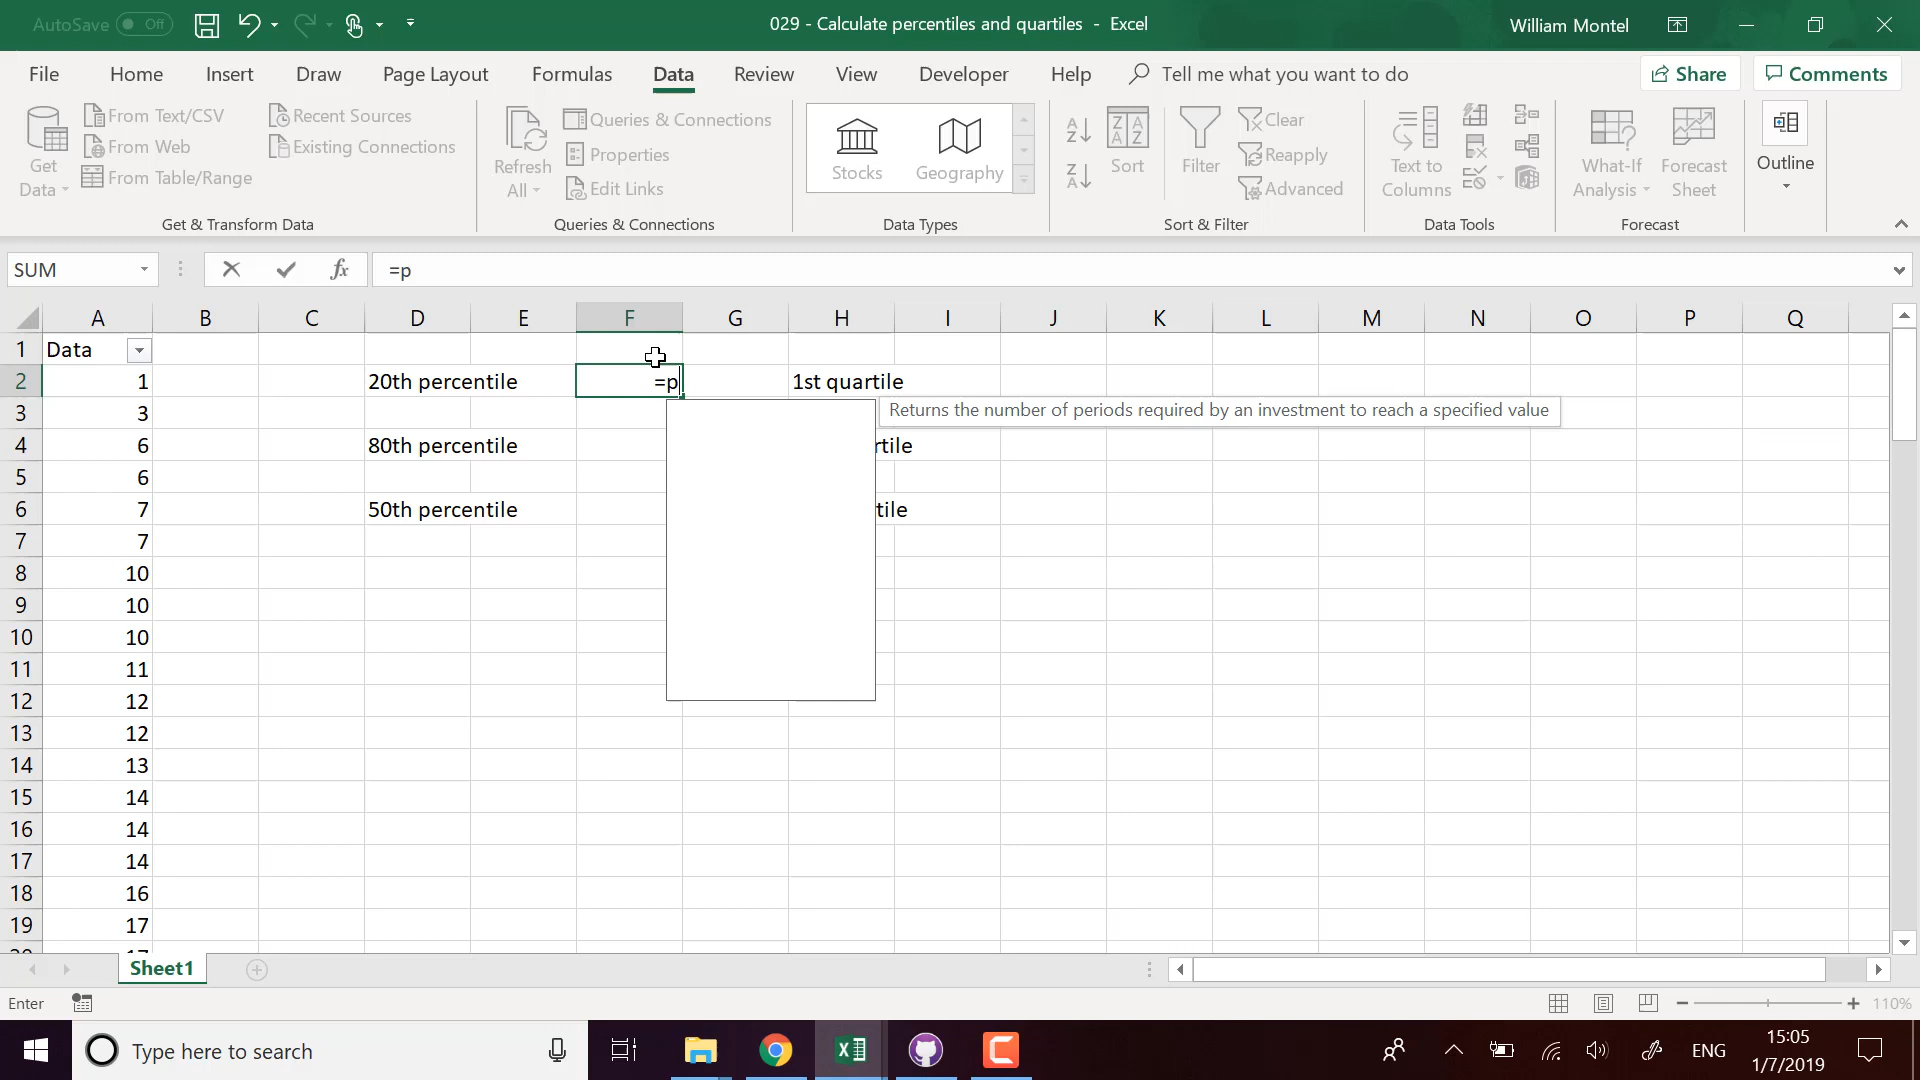 AutoSave Off
029 - Calculate percentiles and quartiles - Excel
William Montel
File Home Insert Draw Page Layout Formulas Data Review View Developer Help Tell me what you want to do Share Comments
Get Data
From Text/CSV
From Web
From Table/Range
Recent Sources
Existing Connections
Get & Transform Data
Refresh All
Queries & Connections
Properties
Edit Links
Queries & Connections
Stocks
Geography
Data Types
Sort
Filter
Clear
Reapply
Advanced
Sort & Filter
Text to Columns
Data Tools
What-If Analysis
Forecast Sheet
Forecast
Outline
SUM
fx
=p
A B C D E F G H I J K L M N O P Q
1 Data
2 1 20th percentile =p 1st quartile
Returns the number of periods required by an investment to reach a specified value
3 3
4 6 80th percentile rtile
5 6
6 7 50th percentile tile
7 7
8 10
9 10
10 10
11 11
12 12
13 12
14 13
15 14
16 14
17 14
18 16
19 17
Sheet1
Enter
110%
Type here to search
ENG
15:05
1/7/2019